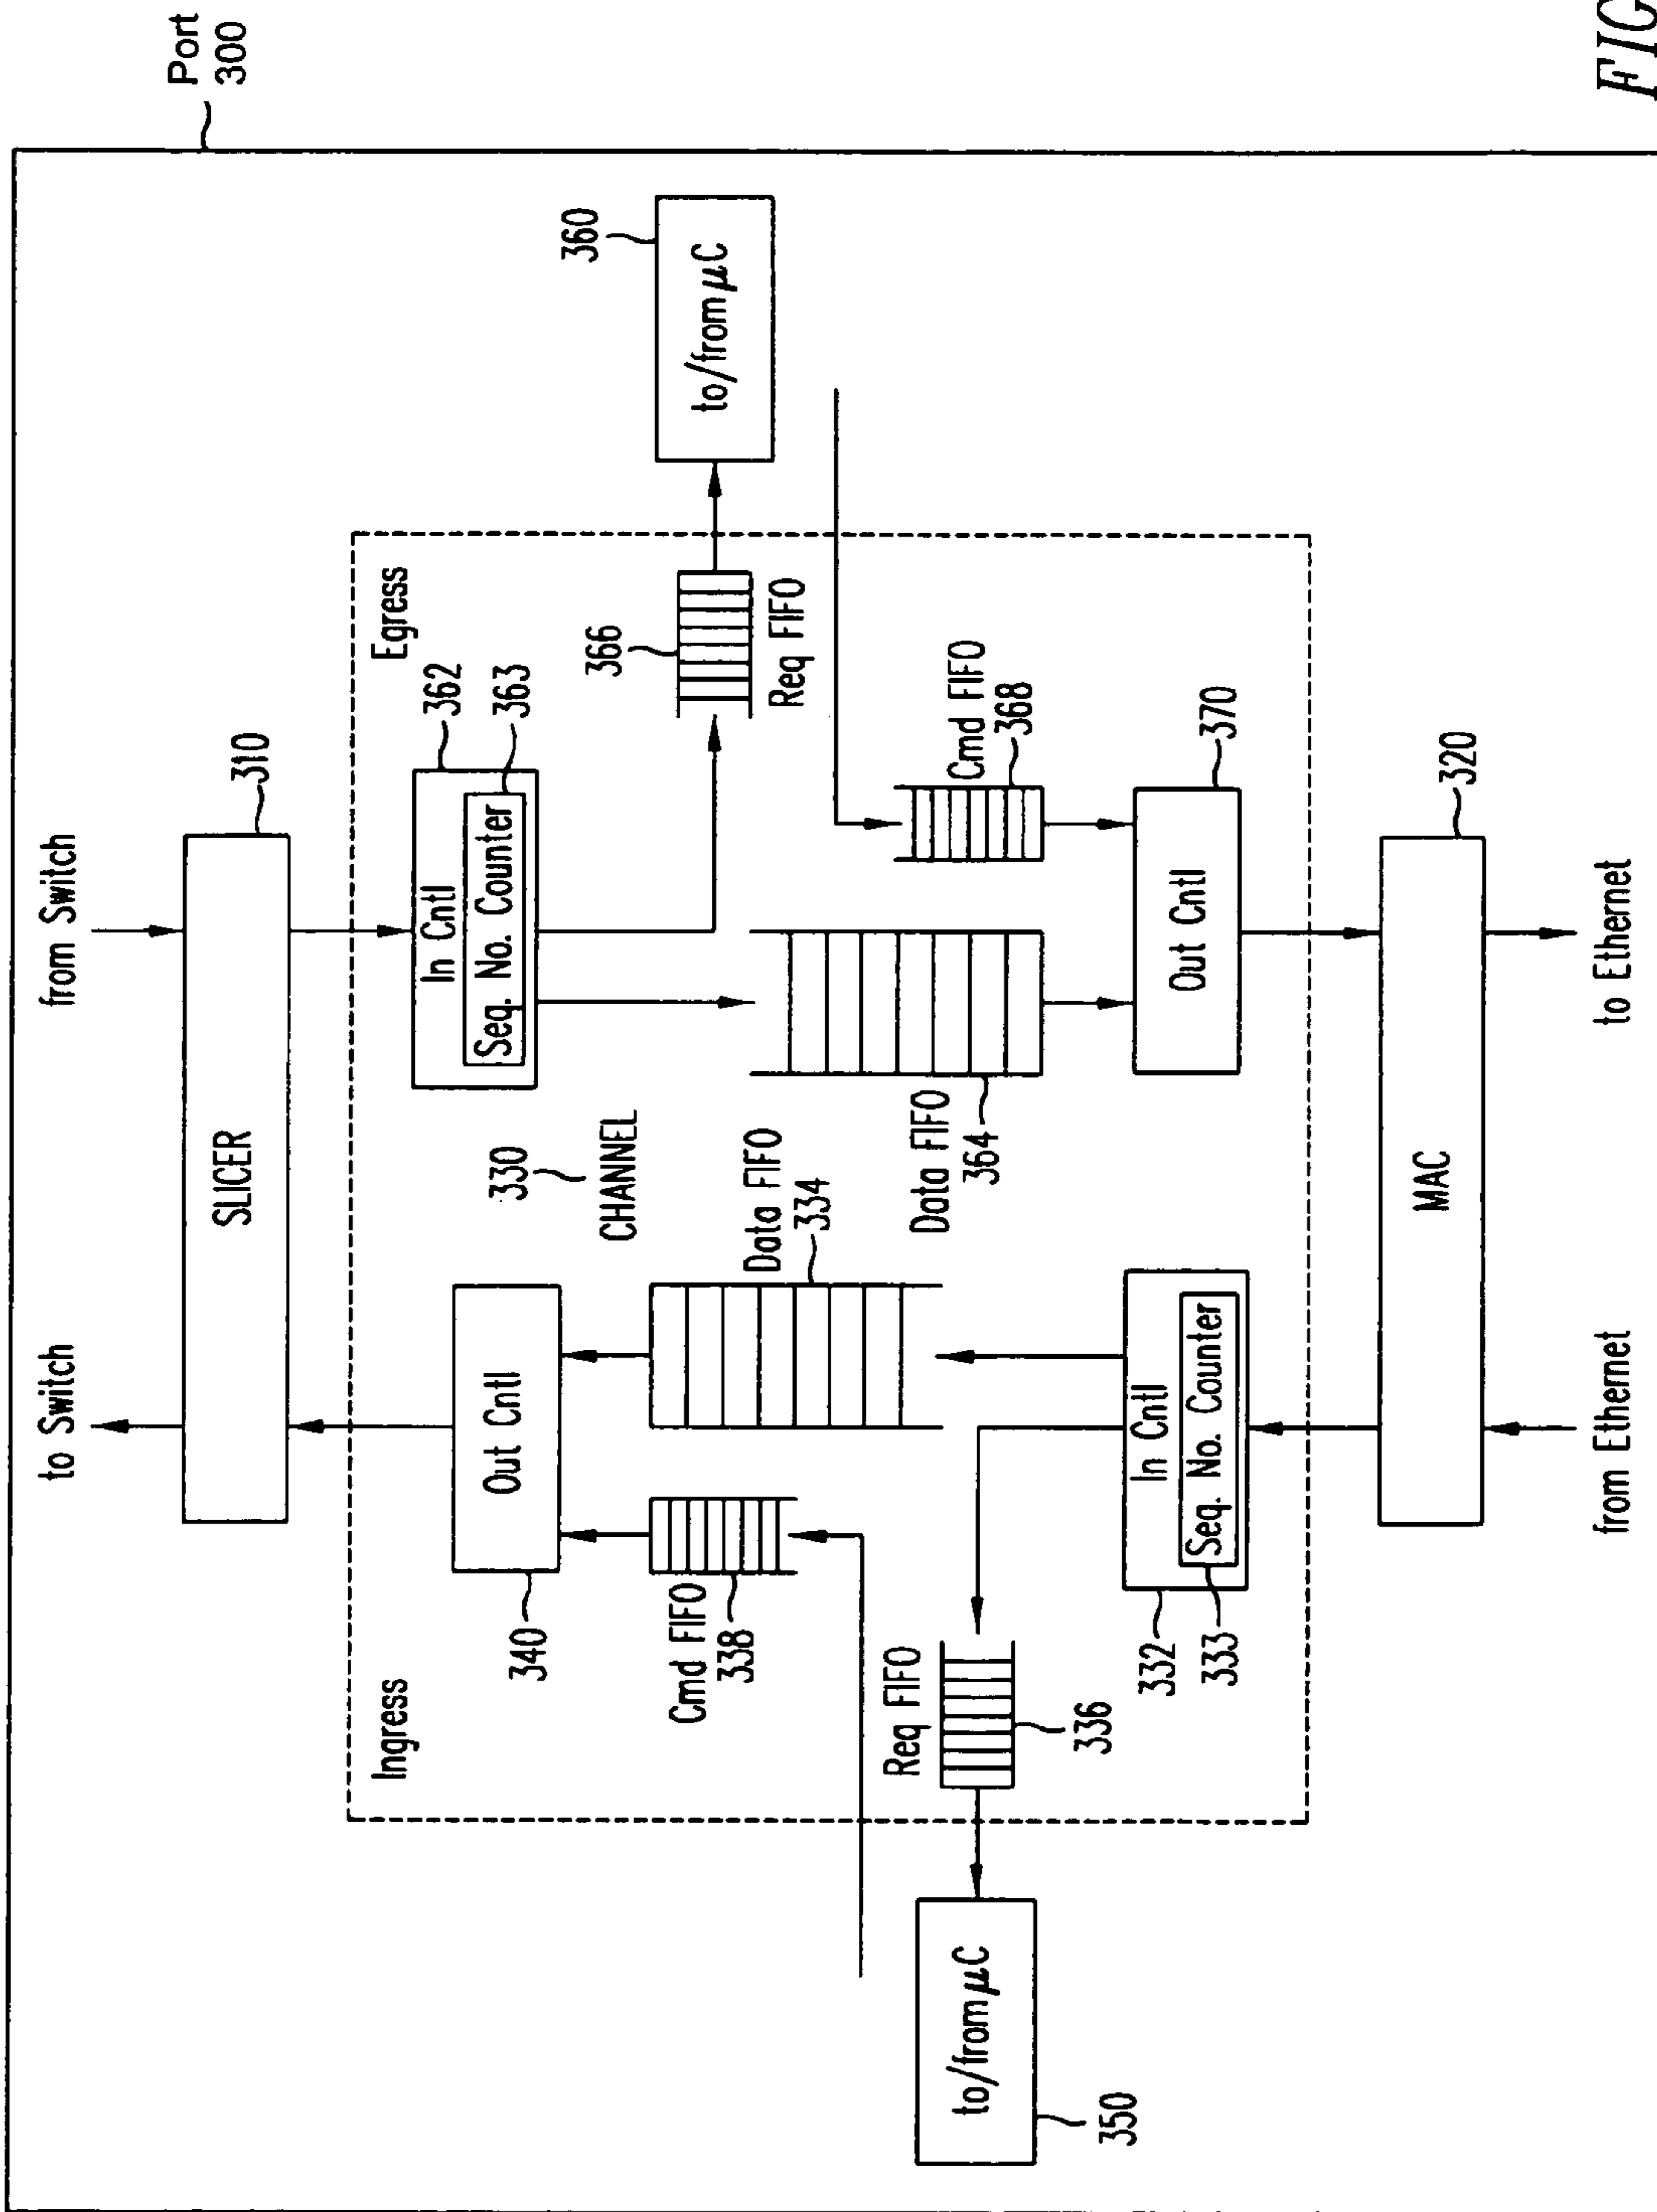 Port
300
to Switch
from Switch
SLICER
310
Ingress
CHANNEL
330
Egress
Out Cntl
340
In Cntl
Seq. No. Counter
362
363
Cmd FIFO
338
Data FIFO
334
366
Req FIFO
to/from μC
360
Req FIFO
336
to/from μC
350
In Cntl
Seq. No. Counter
332
333
Data FIFO
364
Cmd FIFO
368
Out Cntl
370
MAC
320
from Ethernet
to Ethernet
FIG